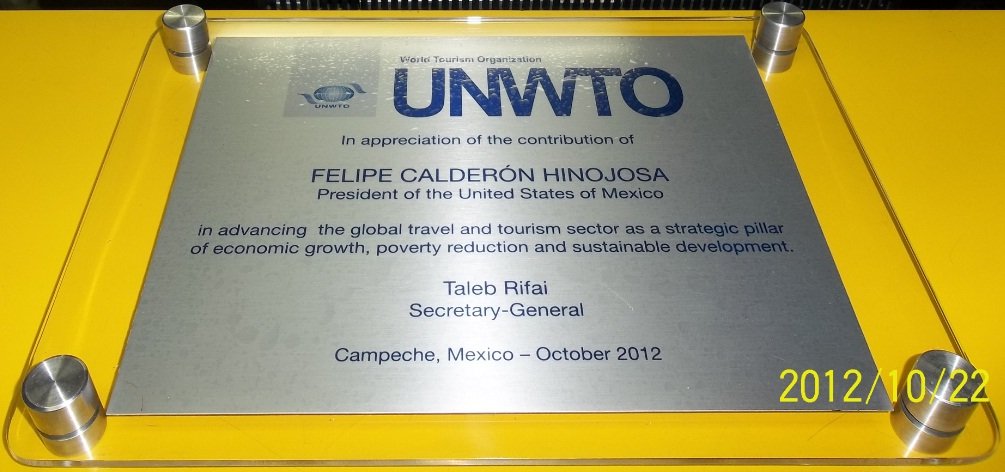 World Tourism Organization
UNWTO
UNWTO
In appreciation of the contribution of
FELIPE CALDERÓN HINOJOSA
President of the United States of Mexico
in advancing the global travel and tourism sector as a strategic pillar
of economic growth, poverty reduction and sustainable development.
Taleb Rifai
Secretary-General
Campeche, Mexico – October 2012
2012/10/22